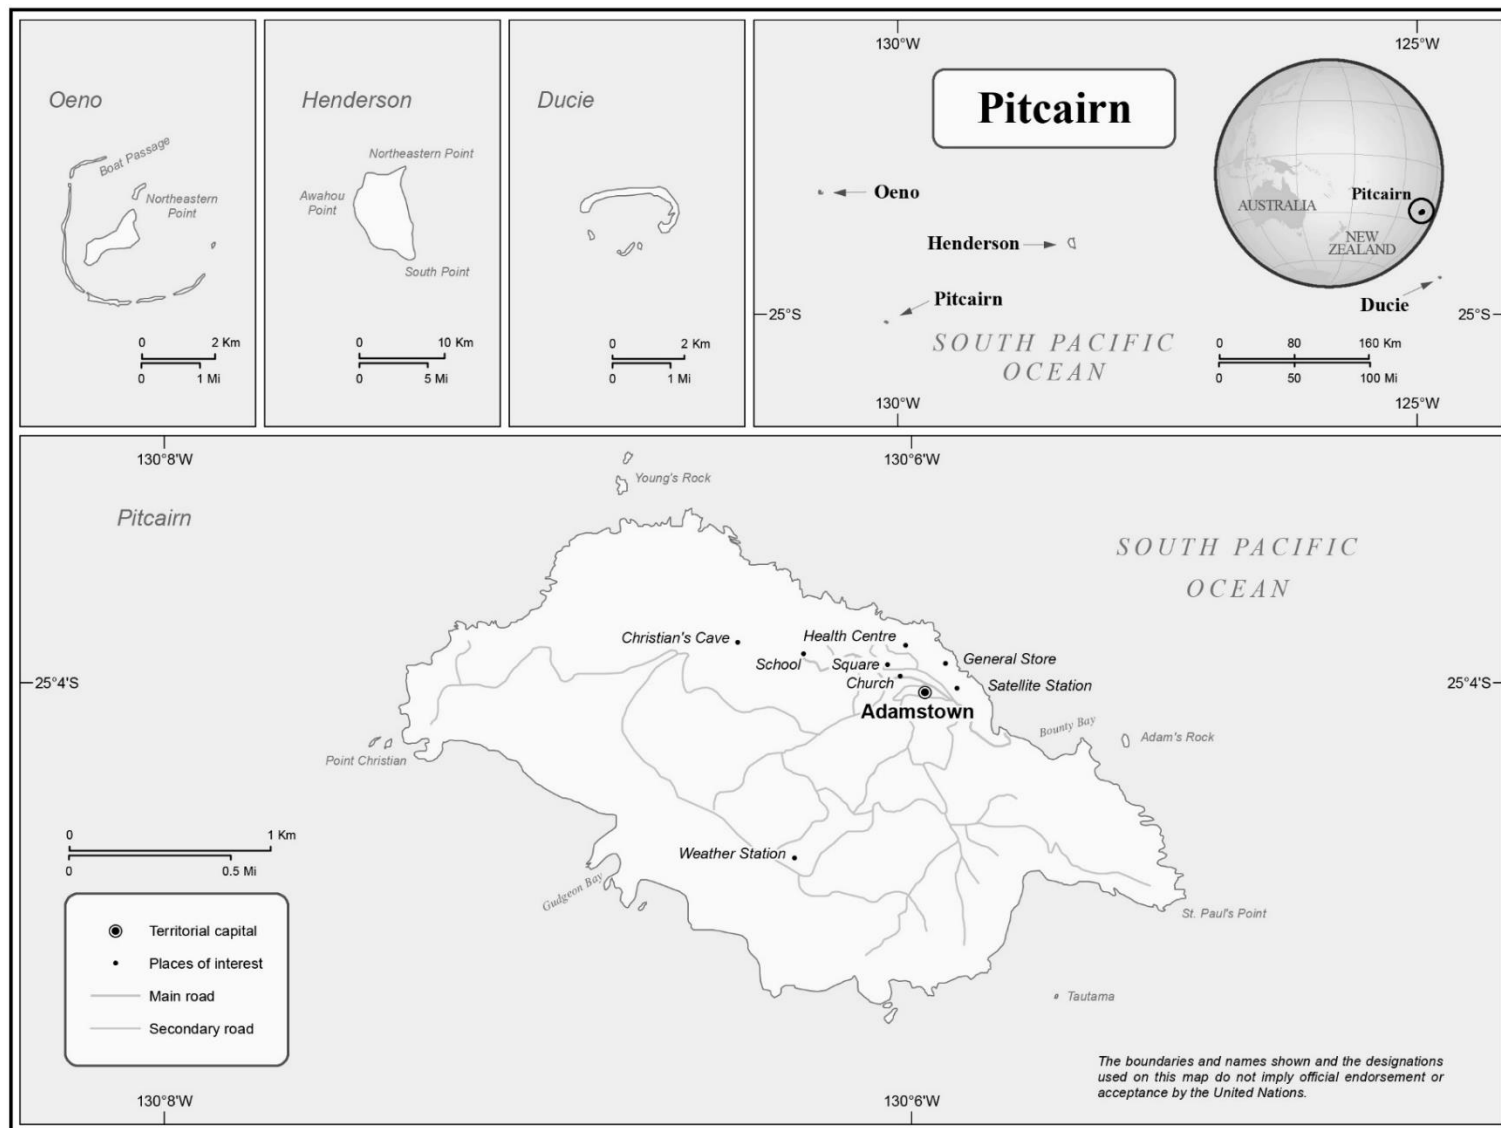 Oeno
Boat Passage
Northeastern
Point
0 2 Km
0 1 Mi
Henderson
Northeastern Point
Awahou
Point
South Point
0 10 Km
0 5 Mi
Ducie
0 2 Km
0 1 Mi
130°W 125°W
Pitcairn
Oeno
Henderson
Pitcairn
Ducie
AUSTRALIA
NEW
ZEALAND
Pitcairn
25°S 25°S
SOUTH PACIFIC
OCEAN
0 80 160 Km
0 50 100 Mi
130°W 125°W
130°8'W 130°6'W
Pitcairn
Young's Rock
SOUTH PACIFIC
OCEAN
Christian's Cave
Health Centre
School
Square
General Store
Church
Satellite Station
25°4'S 25°4'S
Adamstown
Bounty Bay
Adam's Rock
Point Christian
Weather Station
Gudgeon Bay
St. Paul's Point
Tautama
0 1 Km
0 0.5 Mi
Territorial capital
Places of interest
Main road
Secondary road
The boundaries and names shown and the designations
used on this map do not imply official endorsement or
acceptance by the United Nations.
130°8'W 130°6'W